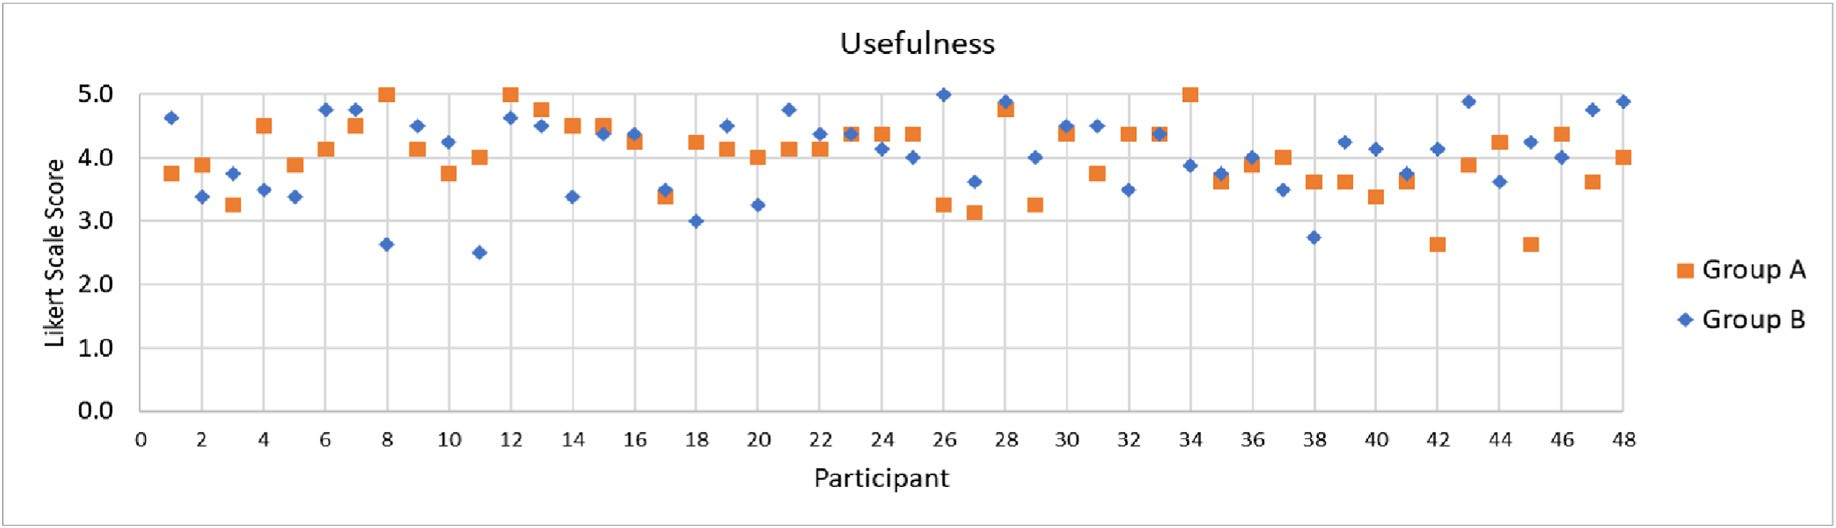 Usefulness
5.0
4.0
3.0
2.0
1.0
0.0
Likert Scale Score
0 2 4 6 8 10 12 14 16 18 20 22 24 26 28 30 32 34 36 38 40 42 44 46 48
Participant
Group A
Group B